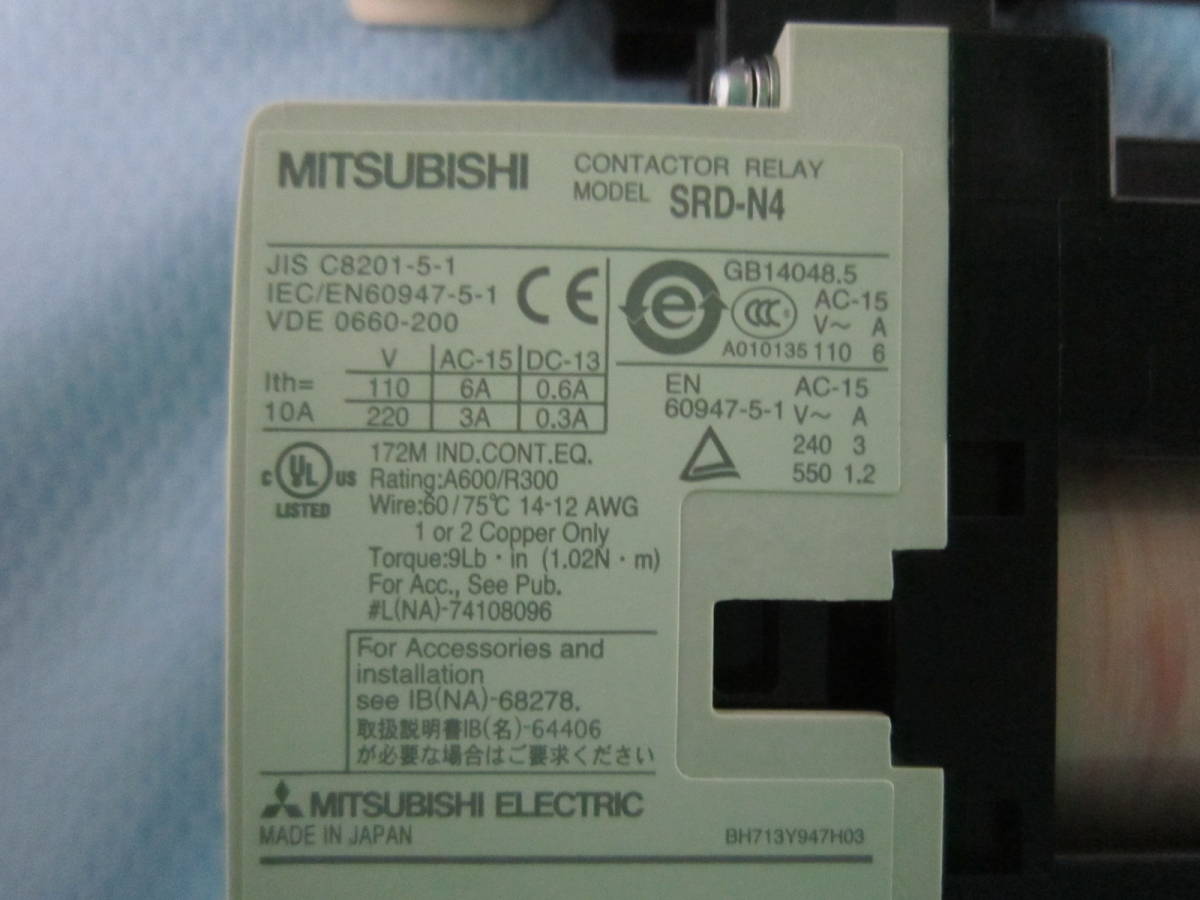 MITSUBISHI
CONTACTOR RELAY
MODEL SRD-N4
JIS C8201-5-1
IEC/EN60947-5-1
VDE 0660-200
CE
V AC-15 DC-13
Ith= 110 6A 0.6A
10A 220 3A 0.3A
e
GB14048.5
CCC
AC-15
V~ A
A010135 110 6
EN AC-15
60947-5-1 V~ A
240 3
550 1.2
c UL US
LISTED
172M IND.CONT.EQ.
Rating:A600/R300
Wire:60/75℃ 14-12 AWG
1 or 2 Copper Only
Torque:9Lb・in (1.02N・m)
For Acc., See Pub.
#L(NA)-74108096
For Accessories and
installation
see IB(NA)-68278.
取扱説明書IB(名)-64406
が必要な場合はご要求ください
MITSUBISHI ELECTRIC
MADE IN JAPAN
BH713Y947H03